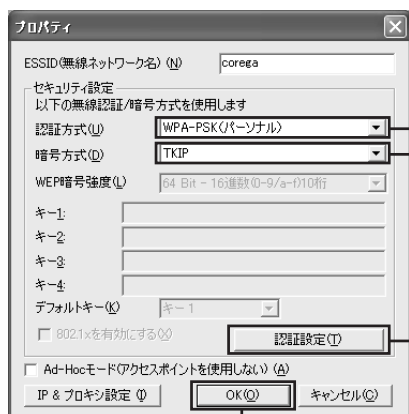 プロパティ
ESSID(無線ネットワーク名) (N) corega
セキュリティ設定
以下の無線認証/暗号方式を使用します
認証方式(U) WPA-PSK(パーソナル)
暗号方式(D) TKIP
WEP暗号強度(L) 64 Bit - 16進数(0-9/a-f)10桁
キー1:
キー2:
キー3:
キー4:
デフォルトキー(K) キー 1
802.1xを有効にする(X) 認証設定(T)
Ad-Hocモード(アクセスポイントを使用しない) (A)
IP & プロキシ設定 (I) OK(O) キャンセル(C)